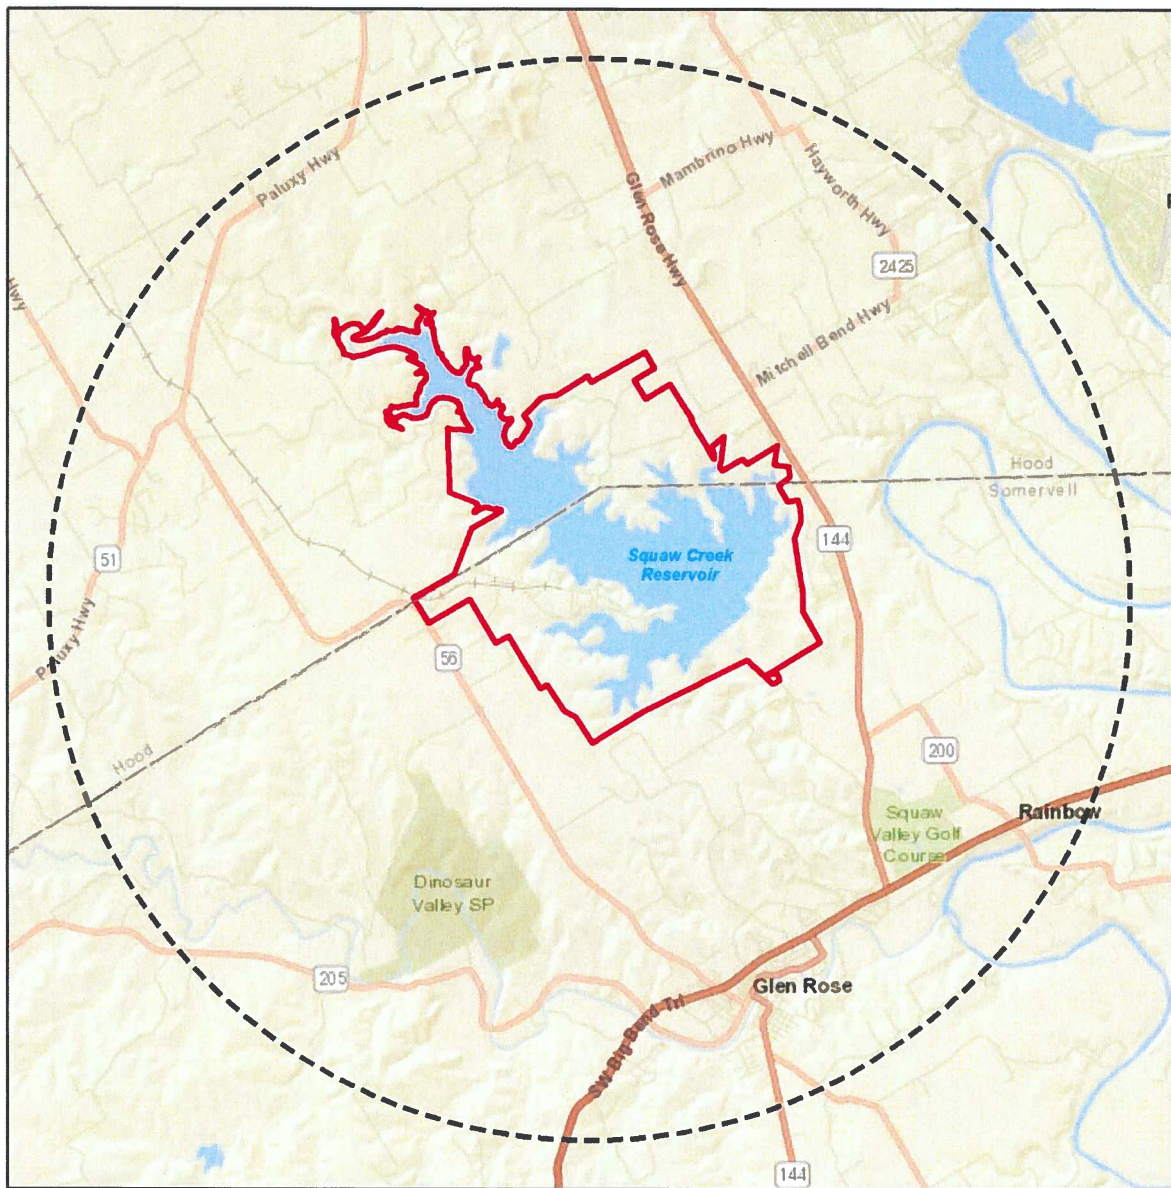 Paluxy Hwy
Mambrino Hwy
Hayworth Hwy
Glen Rose Hwy
2425
Hwy
Mitchell Bend Hwy
Hood
Somervell
51
144
Squaw Creek
Reservoir
Paluxy Hwy
56
Hood
200
Rainbow
Squaw
Valley Golf
Course
Dinosaur
Valley SP
205
Glen Rose
SW Big Bend Trl
144